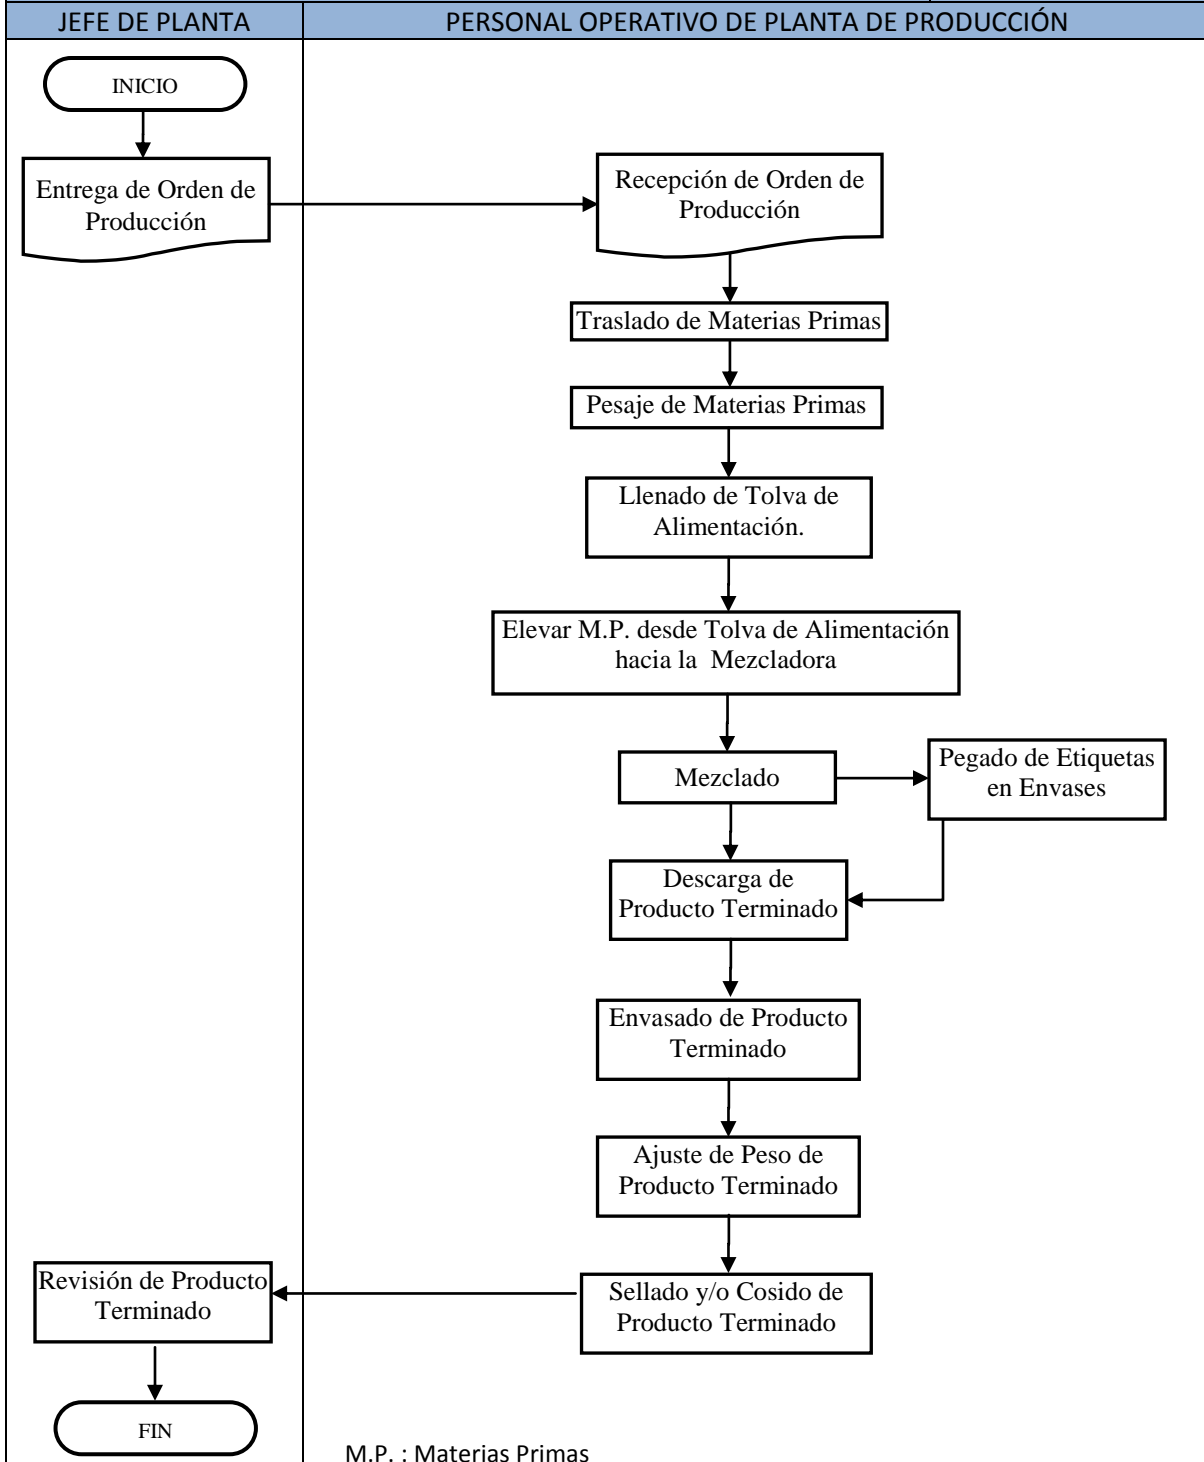 JEFE DE PLANTA
PERSONAL OPERATIVO DE PLANTA DE PRODUCCIÓN
INICIO
Entrega de Orden de
Producción
Recepción de Orden de
Producción
Traslado de Materias Primas
Pesaje de Materias Primas
Llenado de Tolva de
Alimentación.
Elevar M.P. desde Tolva de Alimentación
hacia la Mezcladora
Mezclado
Pegado de Etiquetas
en Envases
Descarga de
Producto Terminado
Envasado de Producto
Terminado
Ajuste de Peso de
Producto Terminado
Sellado y/o Cosido de
Producto Terminado
Revisión de Producto
Terminado
FIN
M.P. : Materias Primas